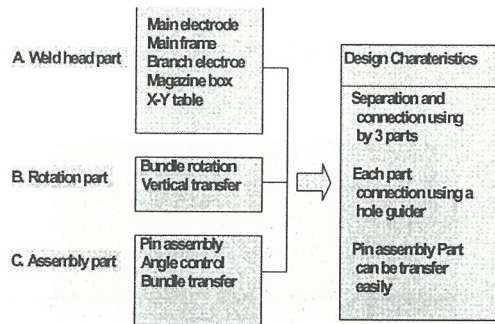 A. Weld head part
Main electrode
Main frame
Branch electroe
Magazine box
X-Y table
B. Rotation part
Bundle rotation
Vertical transfer
C. Assembly part
Pin assembly
Angle control
Bundle transfer
Design Charateristics
Separation and
connection using
by 3 parts
Each part
connection using a
hole guider
Pin assembly Part
can be transfer
easily